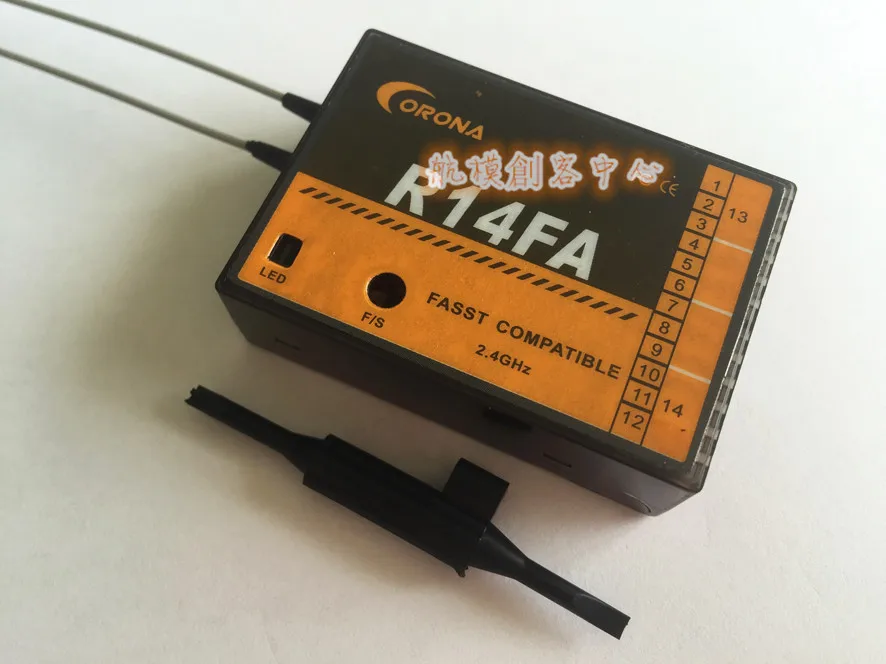 CORONA
航模創客中心
CE
R14FA
LED
F/S
FASST COMPATIBLE
2.4GHz
1
2
3
4
5
6
7
8
9
10
11
12
13
14